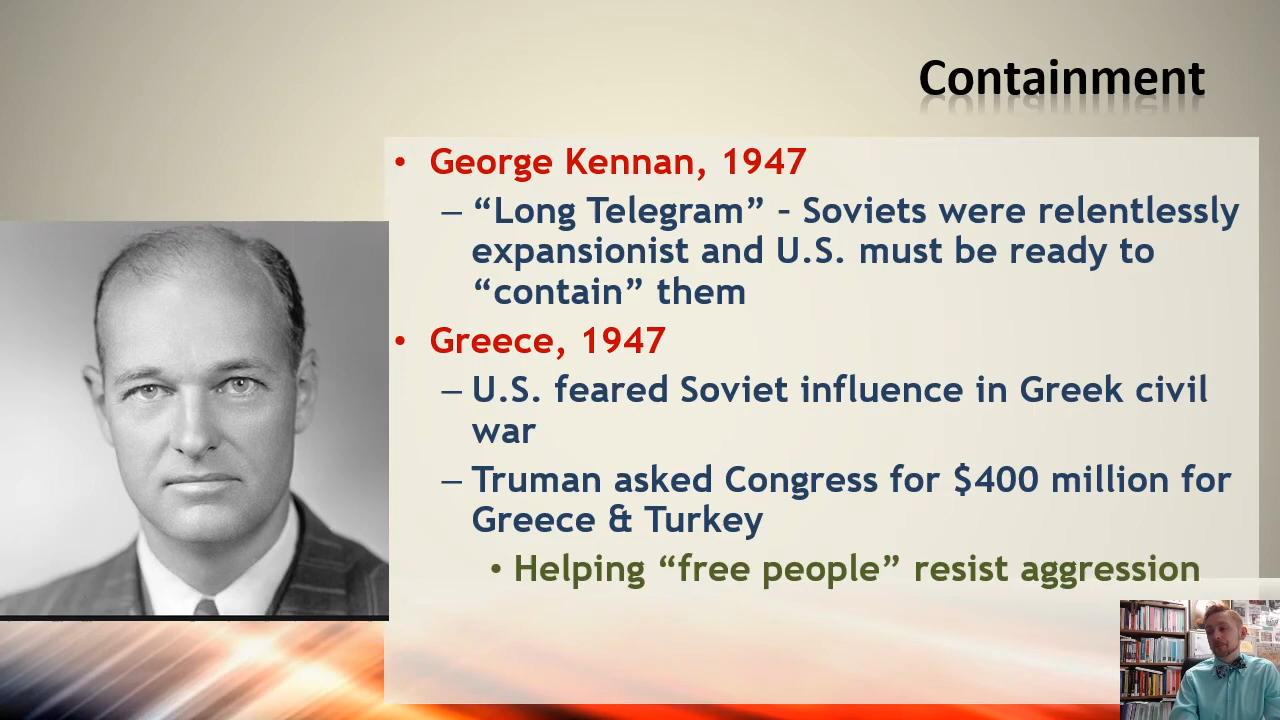 Containment
• George Kennan, 1947
– “Long Telegram” – Soviets were relentlessly
expansionist and U.S. must be ready to
“contain” them
• Greece, 1947
– U.S. feared Soviet influence in Greek civil
war
– Truman asked Congress for $400 million for
Greece & Turkey
• Helping “free people” resist aggression